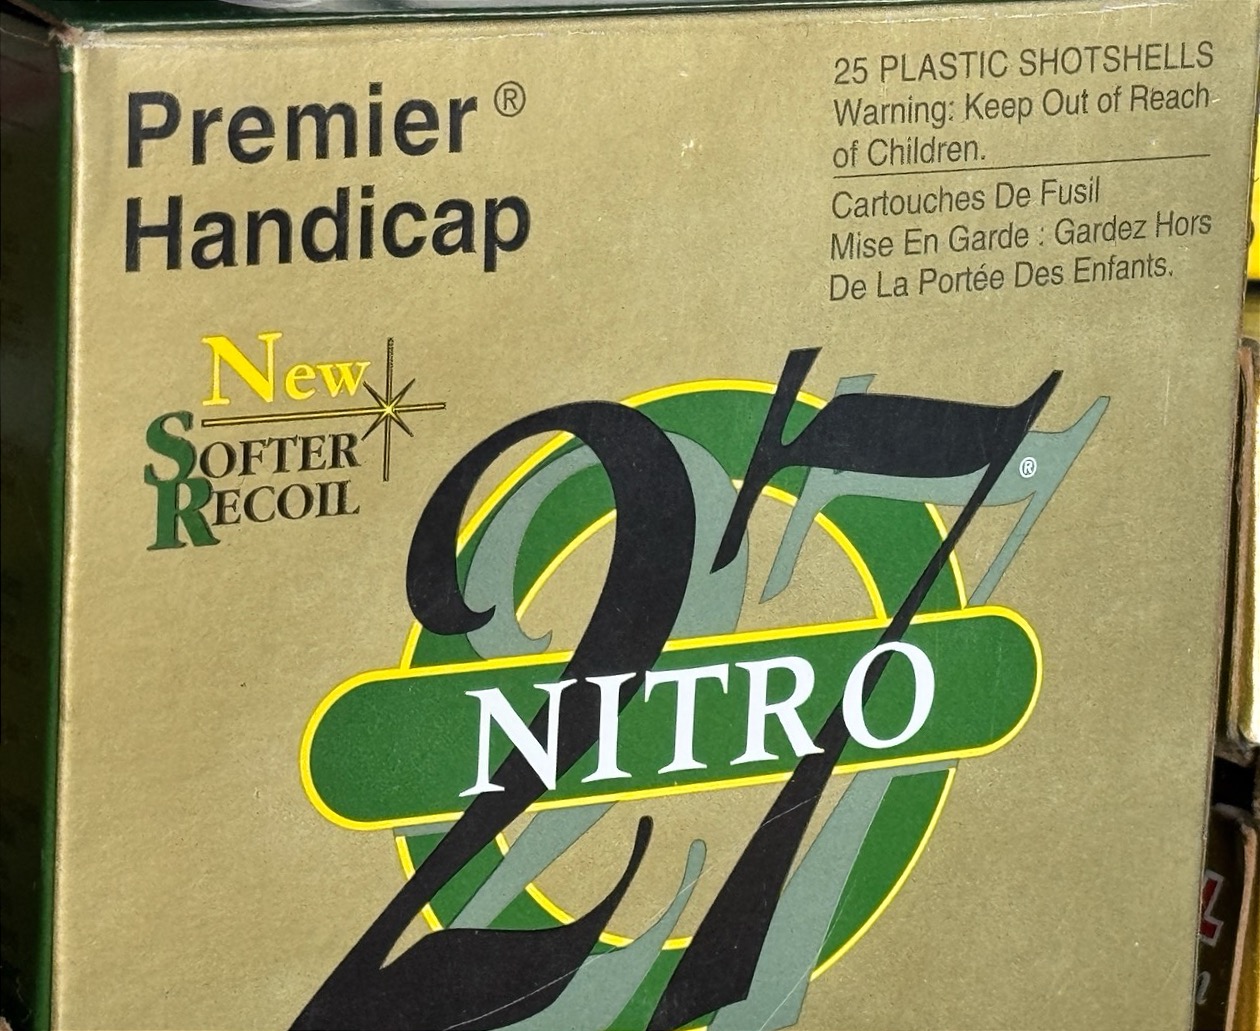 Premier®
Handicap
25 PLASTIC SHOTSHELLS
Warning: Keep Out of Reach
of Children.
Cartouches De Fusil
Mise En Garde : Gardez Hors
De La Portée Des Enfants.
New
SOFTER
RECOIL
27®
NITRO